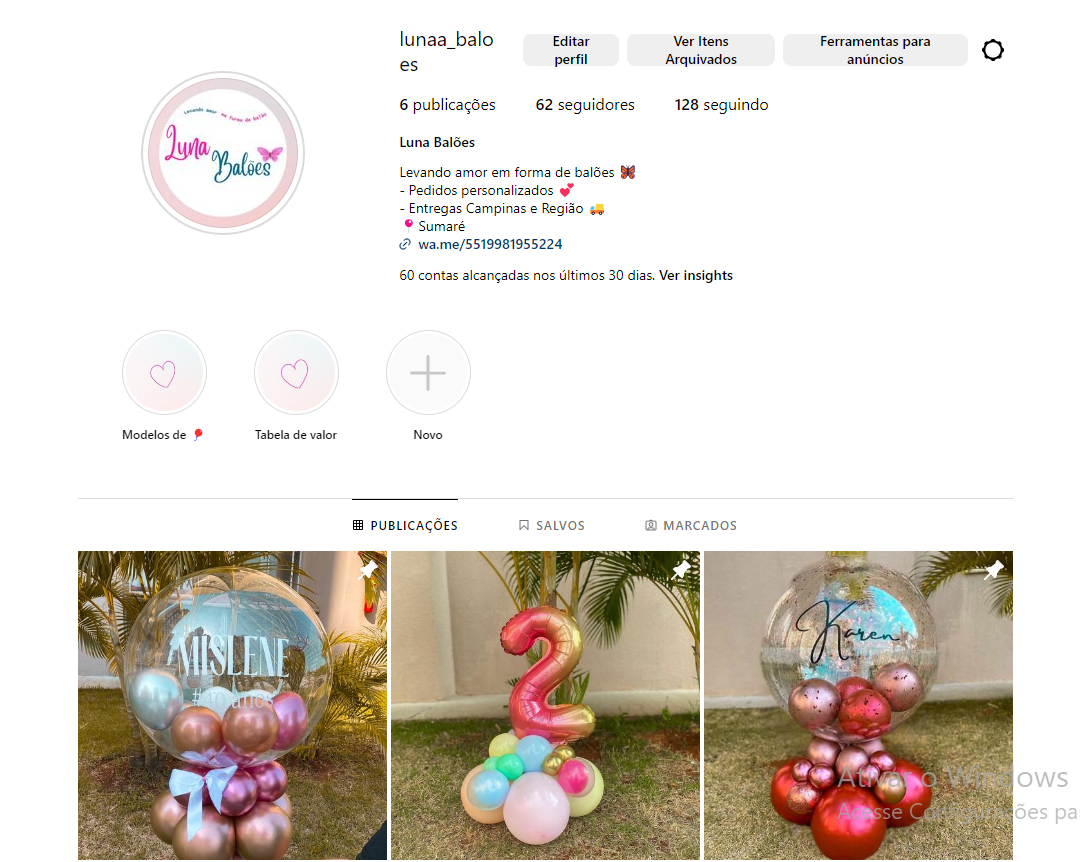 lunaa_balo
es
Editar
perfil
Ver Itens
Arquivados
Ferramentas para
anúncios
6 publicações
62 seguidores
128 seguindo
Luna Balões
Levando amor em forma de balões 🦋
- Pedidos personalizados 💕
- Entregas Campinas e Região 🚚
📍Sumaré
wa.me/5519981955224
60 contas alcançadas nos últimos 30 dias. Ver insights
Levando amor em forma de balão
Luna
Balões
Modelos de 🎈
Tabela de valor
Novo
PUBLICAÇÕES
SALVOS
MARCADOS
MISLENE
anos
2
Karen
Ativar o Windows
Acesse Configurações pa